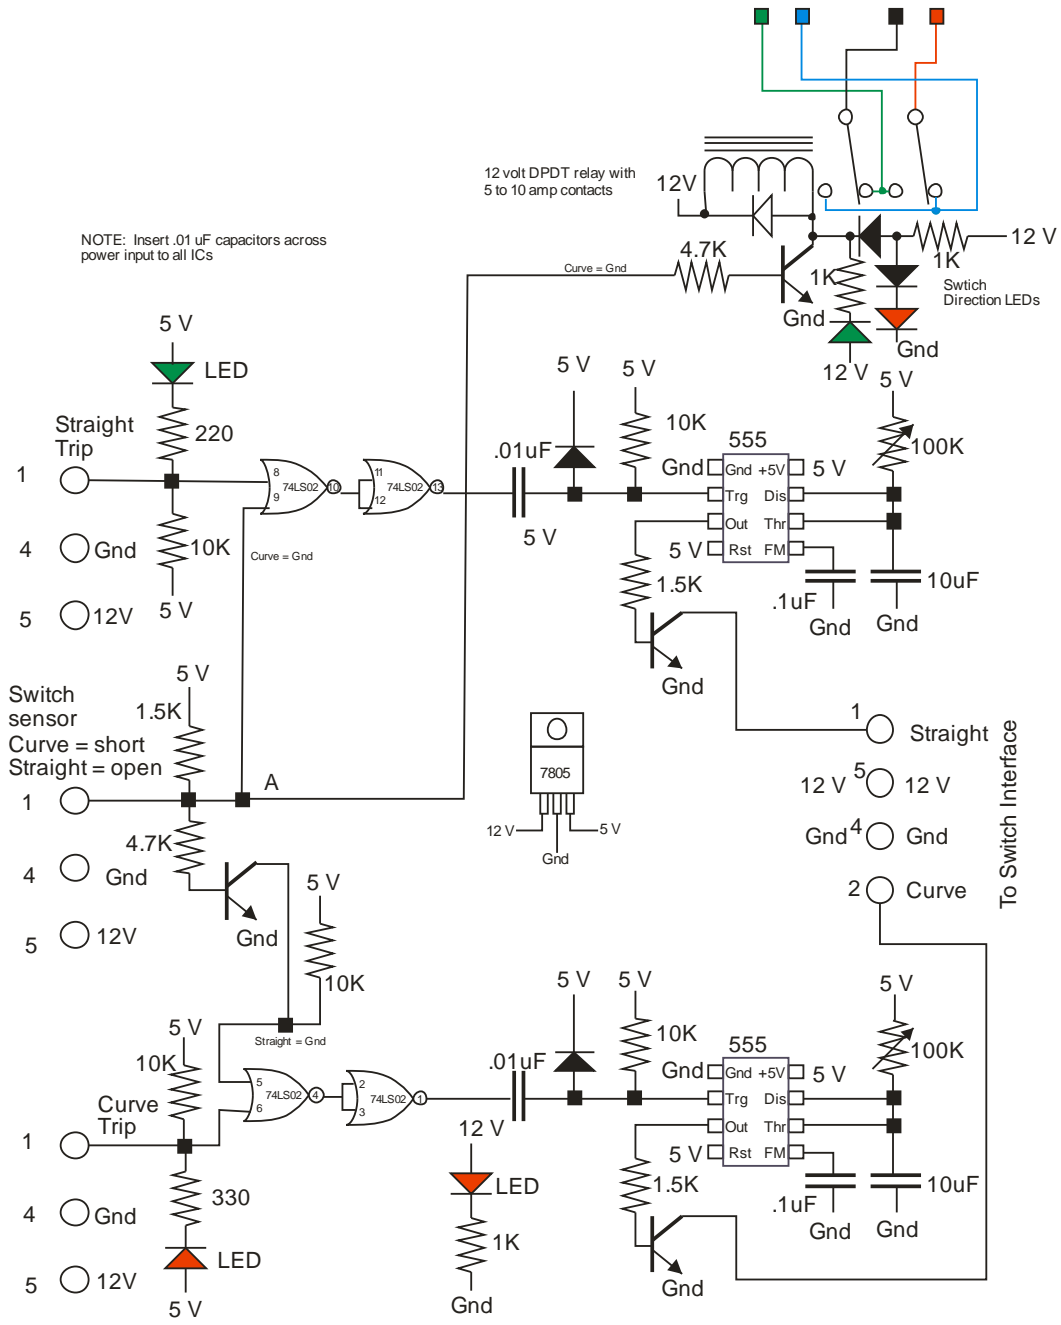 12 volt DPDT relay with
5 to 10 amp contacts
12V
NOTE: Insert .01 uF capacitors across
power input to all ICs
4.7K
Curve = Gnd
1K
12 V
1K
Swtich
Direction LEDs
Gnd
Gnd
12 V
5 V
LED
220
Straight
Trip
1
10K
4
Gnd
5
12V
5 V
8
9
74LS02
10
11
12
74LS02
13
Curve = Gnd
.01uF
5 V
5 V
5 V
10K
555
Gnd
Gnd
+5V
5 V
Trg
Dis
Out
Thr
5 V
Rst
FM
5 V
100K
1.5K
.1uF
10uF
Gnd
Gnd
Gnd
5 V
Switch
sensor
Curve = short
Straight = open
1.5K
A
1
4.7K
4
Gnd
5
12V
Gnd
5 V
10K
Straight = Gnd
7805
12 V
5 V
Gnd
1
Straight
12 V
5
12 V
Gnd
4
Gnd
2
Curve
To Switch Interface
5 V
10K
Curve
Trip
1
330
4
Gnd
LED
5
12V
5 V
5
6
74LS02
4
2
3
74LS02
1
.01uF
5 V
5 V
10K
555
Gnd
Gnd
+5V
5 V
Trg
Dis
Out
Thr
5 V
Rst
FM
5 V
100K
1.5K
.1uF
10uF
Gnd
Gnd
Gnd
12 V
LED
1K
Gnd